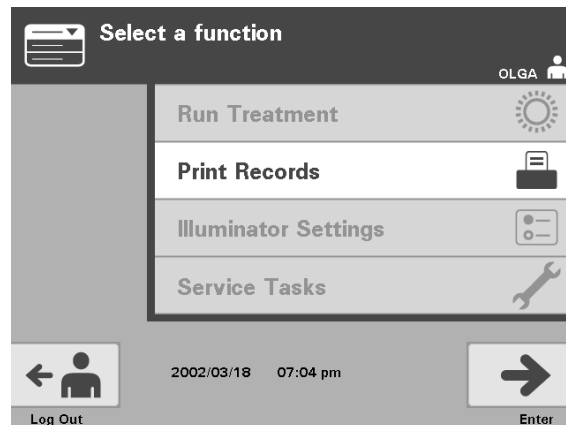 Select a function
OLGA
Run Treatment
Print Records
Illuminator Settings
Service Tasks
2002/03/18 07:04 pm
Log Out
Enter